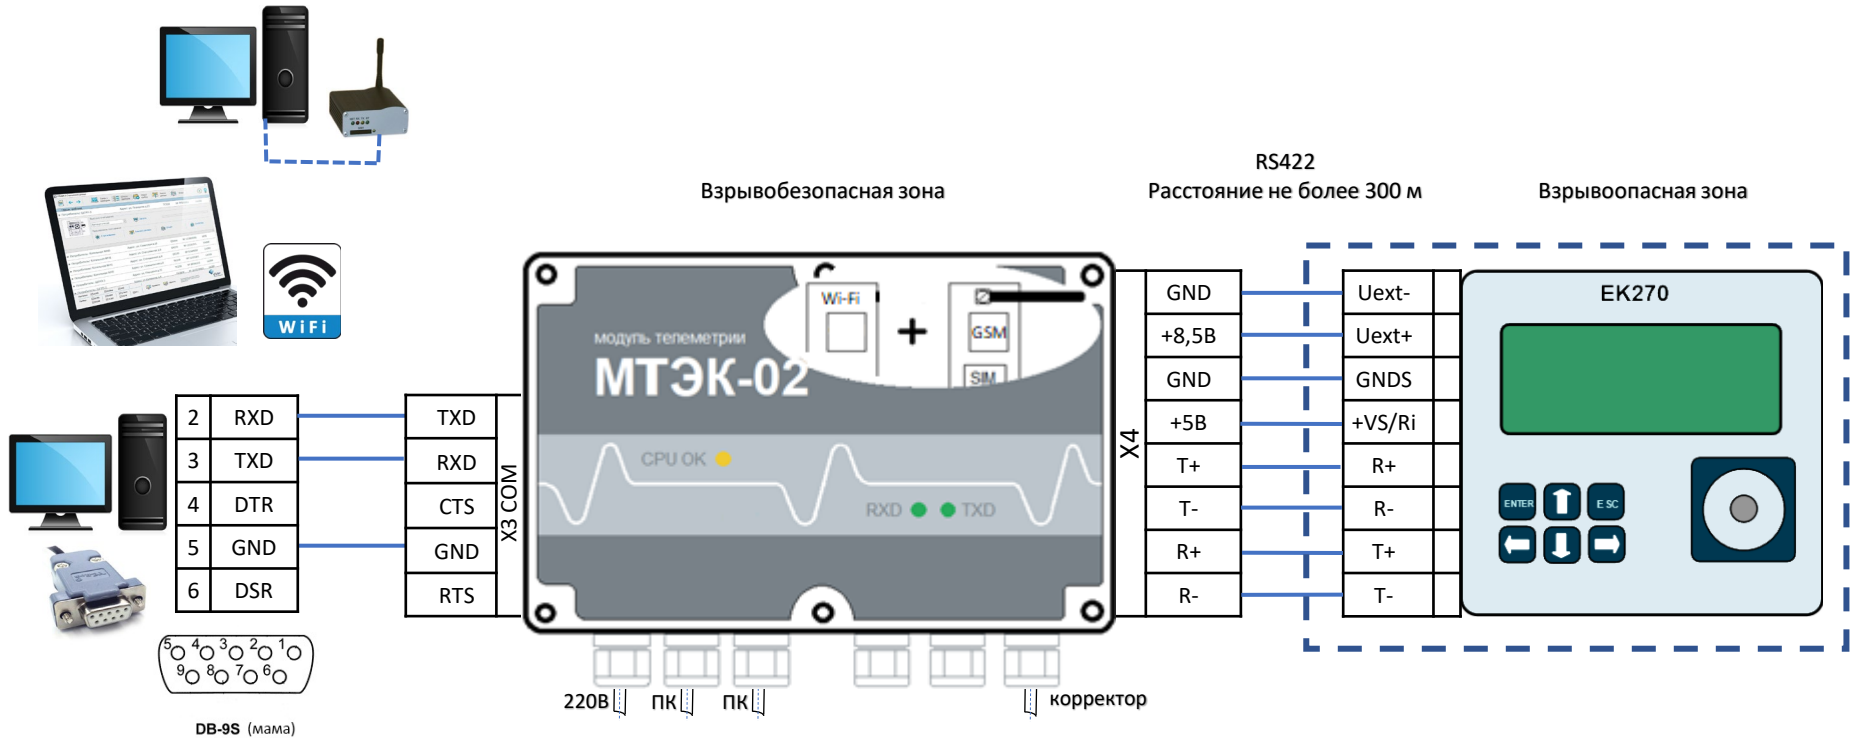 RS422
Взрывобезопасная зона
Расстояние не более 300 м
Взрывоопасная зона
WiFi
Wi-Fi
GSM
SIM
модуль телеметрии
МТЭК-02
CPU OK
RXD
TXD
2 RXD
3 TXD
4 DTR
5 GND
6 DSR
TXD
RXD
CTS
GND
RTS
X3 COM
X4
GND
+8,5В
GND
+5В
T+
T-
R+
R-
Uext-
Uext+
GNDS
+VS/Ri
R+
R-
T+
T-
EK270
ENTER
ESC
5 4 3 2 1
9 8 7 6
DB-9S (мама)
220В
ПК
ПК
корректор